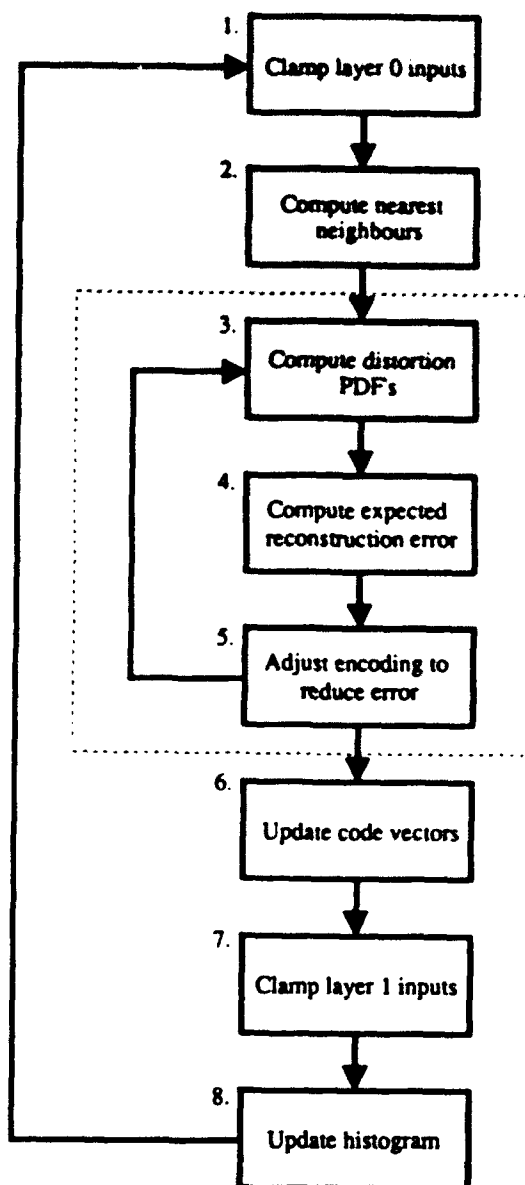 1.
Clamp layer 0 inputs
2.
Compute nearest
neighbours
3.
Compute distortion
PDF's
4.
Compute expected
reconstruction error
5.
Adjust encoding to
reduce error
6.
Update code vectors
7.
Clamp layer 1 inputs
8.
Update histogram